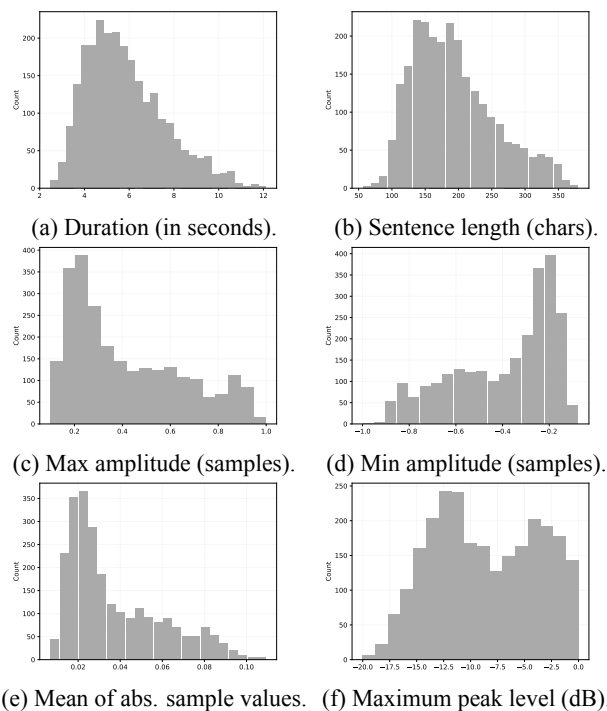 200
150
100
50
0
Count
2 4 6 8 10 12
(a) Duration (in seconds).
200
150
100
50
0
Count
50 100 150 200 250 300 350
(b) Sentence length (chars).
400
350
300
250
200
150
100
50
0
Count
0.2 0.4 0.6 0.8 1.0
(c) Max amplitude (samples).
400
350
300
250
200
150
100
50
0
Count
−1.0 −0.8 −0.6 −0.4 −0.2
(d) Min amplitude (samples).
350
300
250
200
150
100
50
0
Count
0.02 0.04 0.06 0.08 0.10
(e) Mean of abs. sample values.
250
200
150
100
50
0
Count
−20.0 −17.5 −15.0 −12.5 −10.0 −7.5 −5.0 −2.5 0.0
(f) Maximum peak level (dB)